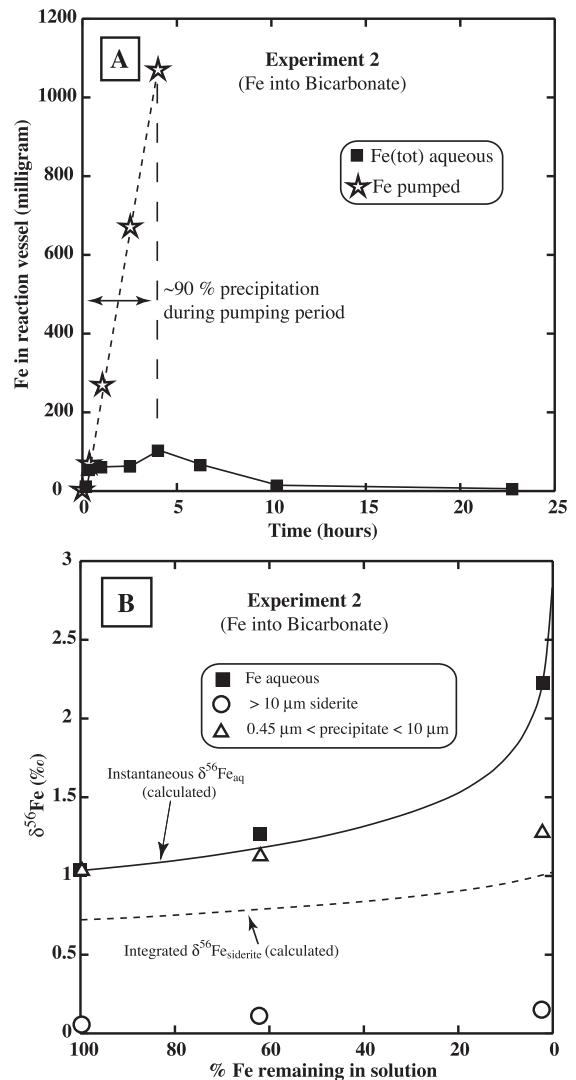 A
Experiment 2
(Fe into Bicarbonate)
Fe(tot) aqueous
Fe pumped
~90 % precipitation
during pumping period
Fe in reaction vessel (milligram)
1200
1000
800
600
400
200
0
0
5
10
15
20
25
Time (hours)
B
Experiment 2
(Fe into Bicarbonate)
Fe aqueous
> 10 µm siderite
0.45 µm < precipitate < 10 µm
Instantaneous δ⁵⁶Feaq
(calculated)
Integrated δ⁵⁶Fesiderite (calculated)
δ⁵⁶Fe (‰)
3
2.5
2
1.5
1
0.5
0
100
80
60
40
20
0
% Fe remaining in solution